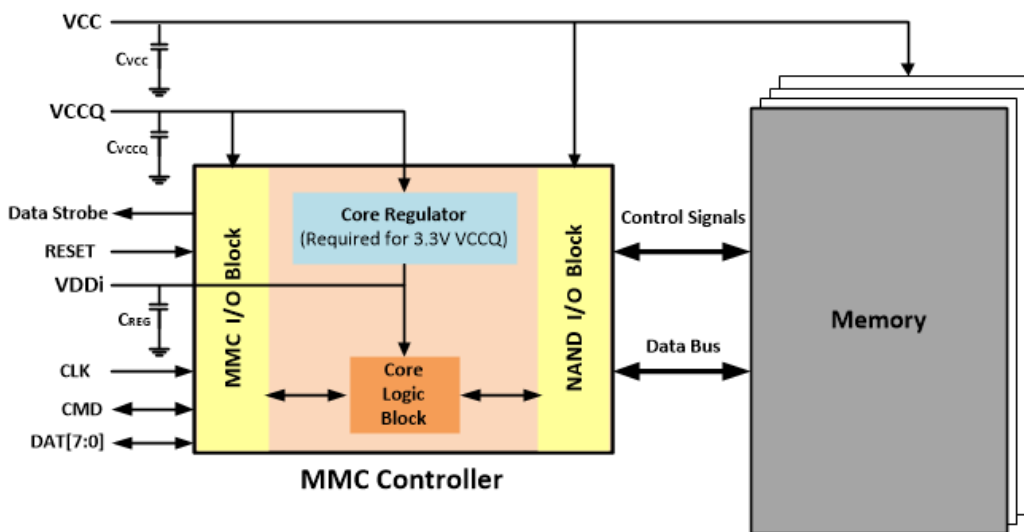 VCC
CVCC
VCCQ
CVCCQ
Data Strobe
RESET
VDDi
CREG
CLK
CMD
DAT[7:0]
MMC I/O Block
Core Regulator
(Required for 3.3V VCCQ)
Core
Logic
Block
NAND I/O Block
MMC Controller
Control Signals
Data Bus
Memory